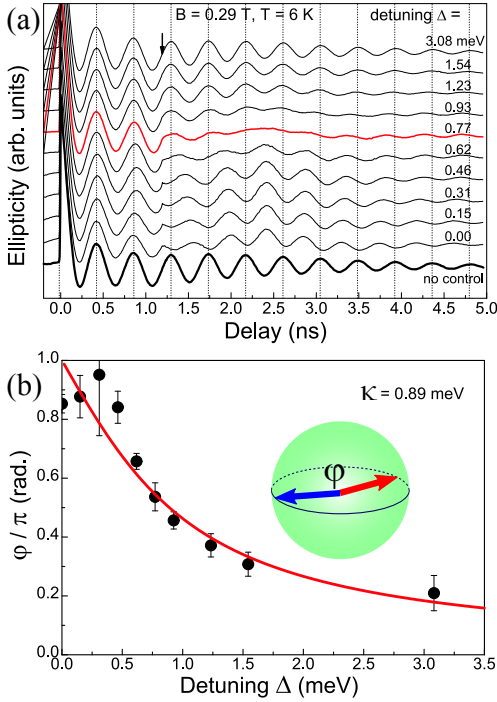 (a)
B = 0.29 T, T = 6 K
detuning Δ =
3.08 meV
1.54
1.23
0.93
0.77
0.62
0.46
0.31
0.15
0.00
no control
Ellipticity (arb. units)
0.0 0.5 1.0 1.5 2.0 2.5 3.0 3.5 4.0 4.5 5.0
Delay (ns)
(b)
κ = 0.89 meV
φ
φ / π (rad.)
1.0
0.8
0.6
0.4
0.2
0.0
0.0 0.5 1.0 1.5 2.0 2.5 3.0 3.5
Detuning Δ (meV)